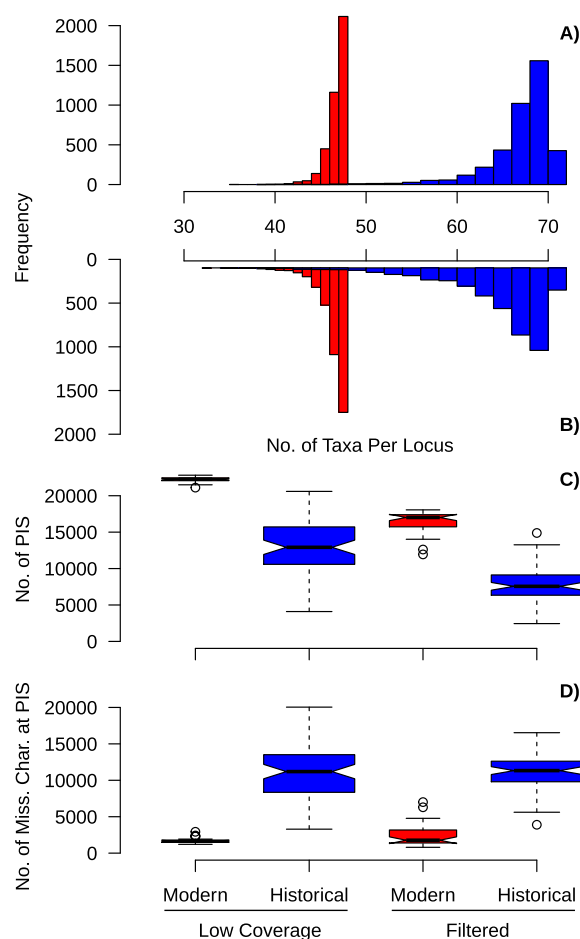 A)
2000
1500
1000
500
0
30 40 50 60 70
Frequency
0
500
1000
1500
2000
B)
No. of Taxa Per Locus
C)
20000
15000
10000
5000
0
No. of PIS
D)
20000
15000
10000
5000
0
No. of Miss. Char. at PIS
Modern Historical Modern Historical
Low Coverage Filtered